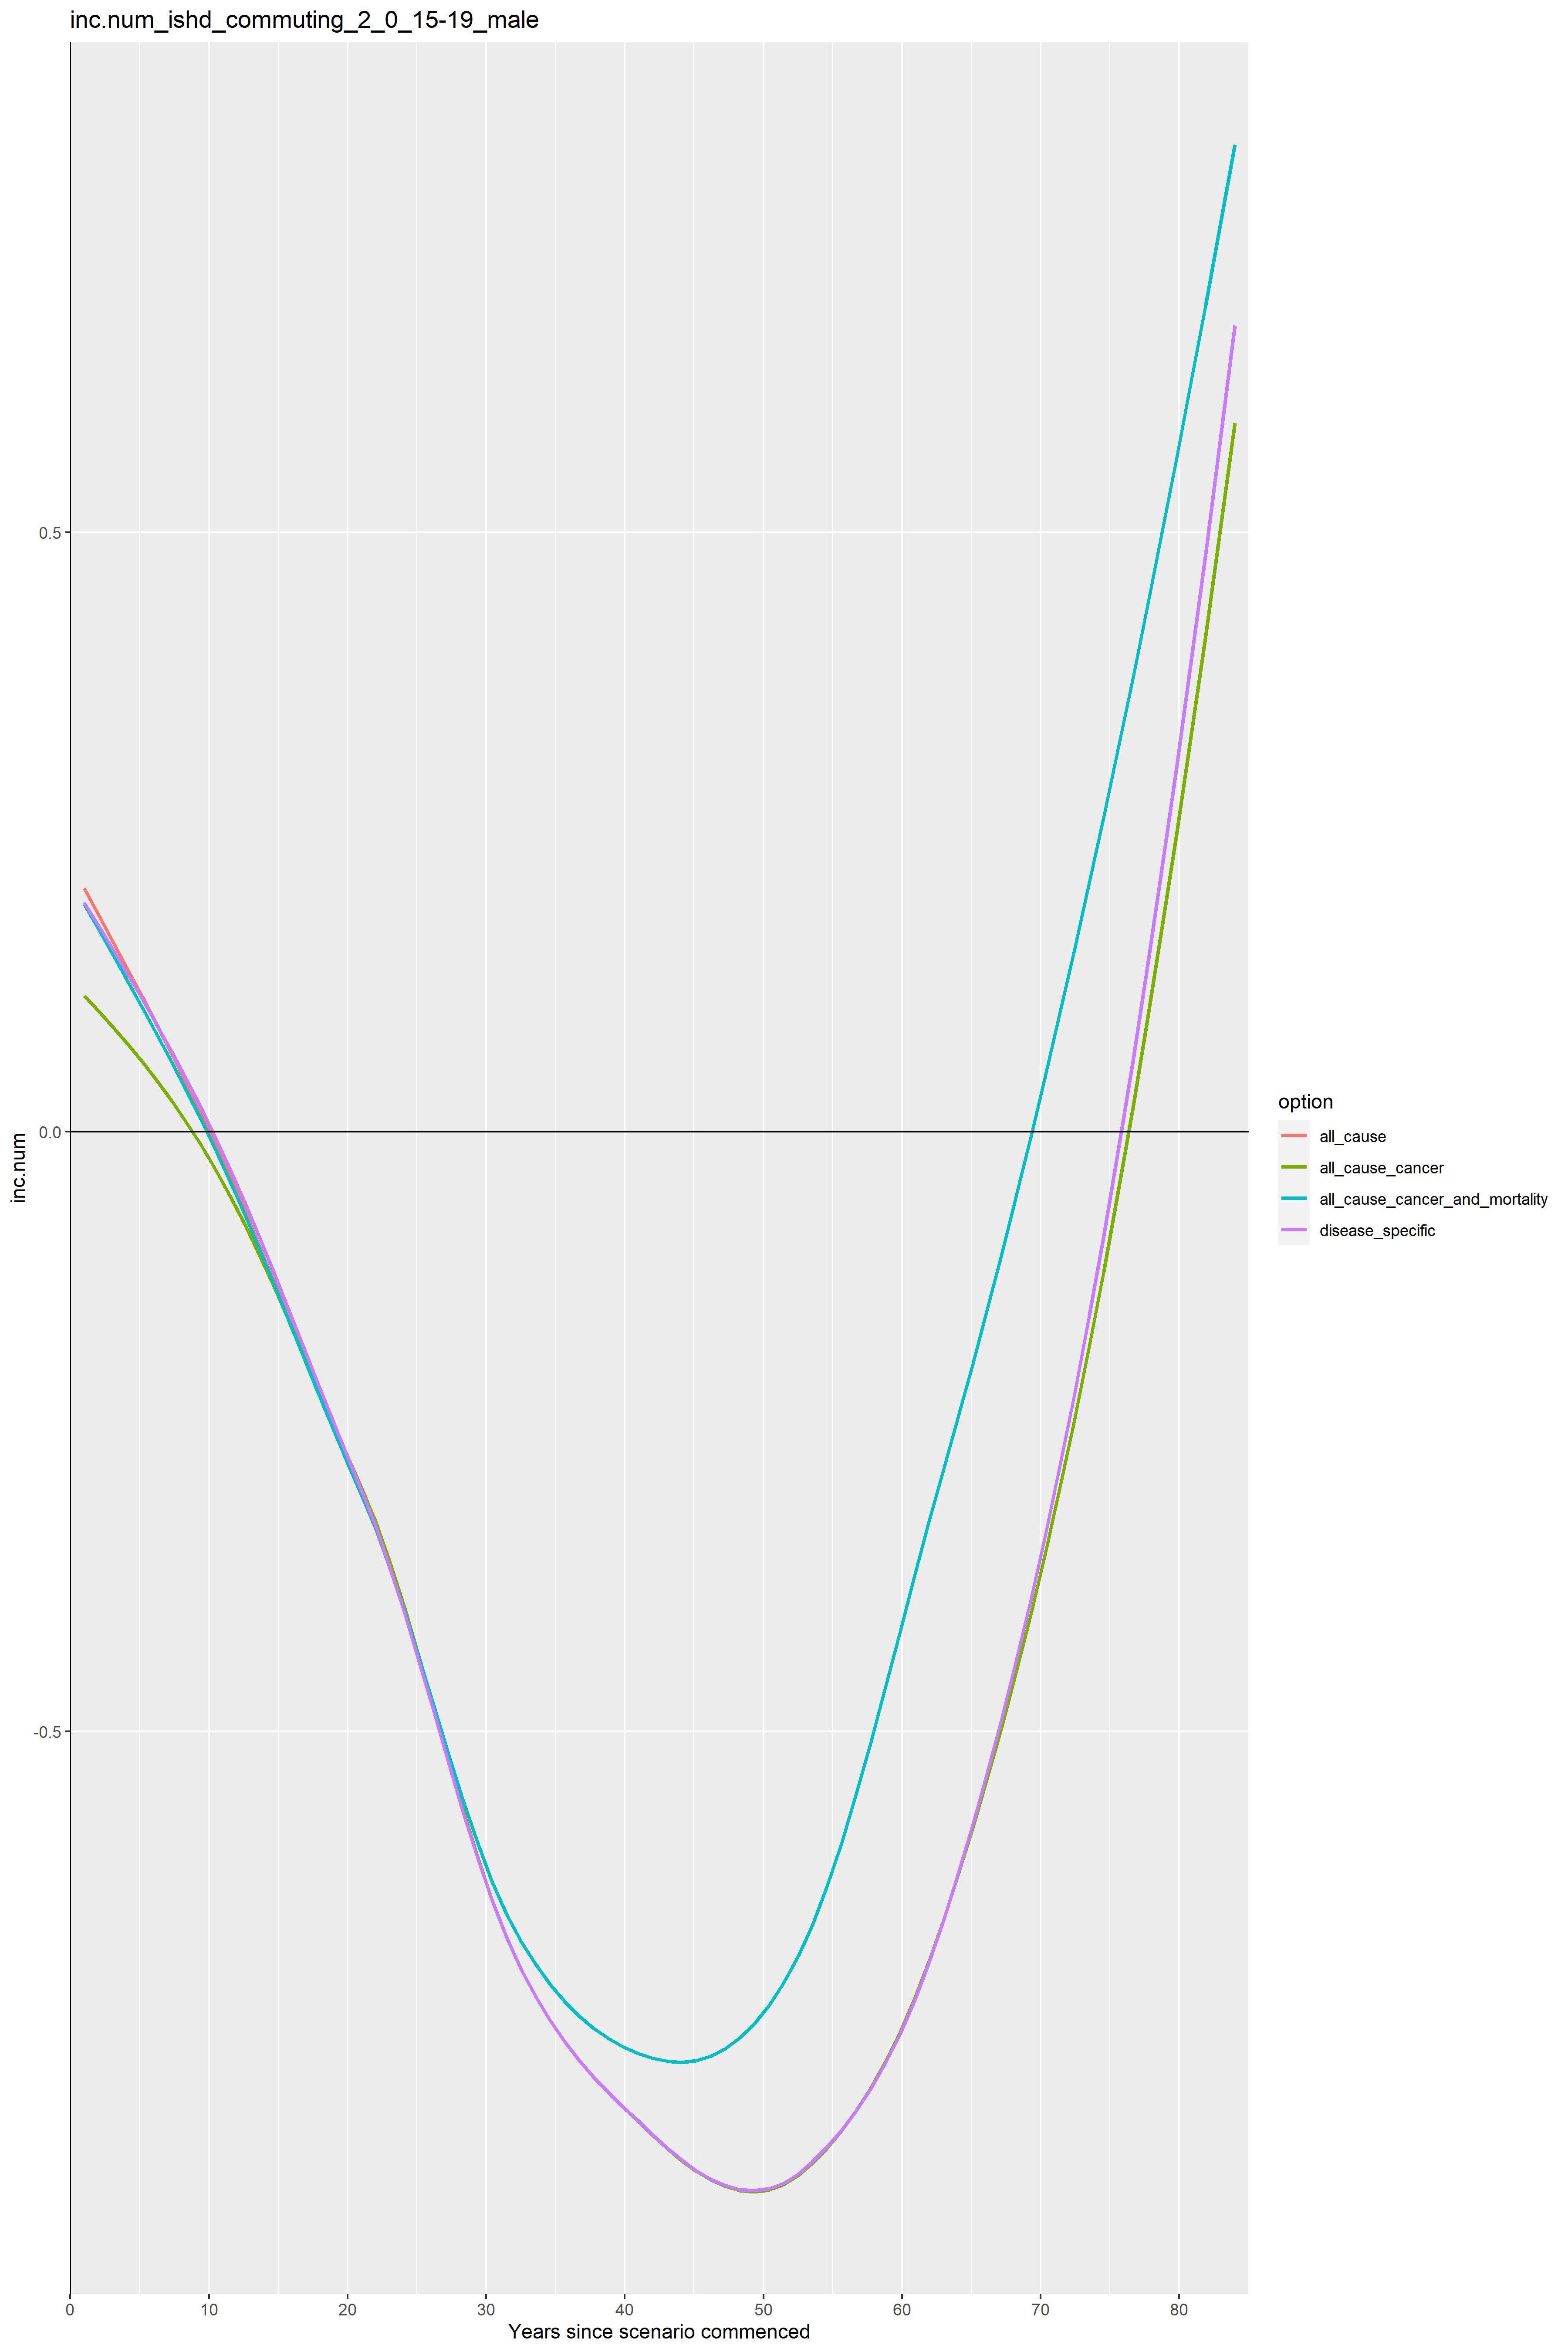 inc.num_ishd_commuting_2_0_15-19_male
0.5
0.0
-0.5
inc.num
0 10 20 30 40 50 60 70 80
Years since scenario commenced
option
all_cause
all_cause_cancer
all_cause_cancer_and_mortality
disease_specific